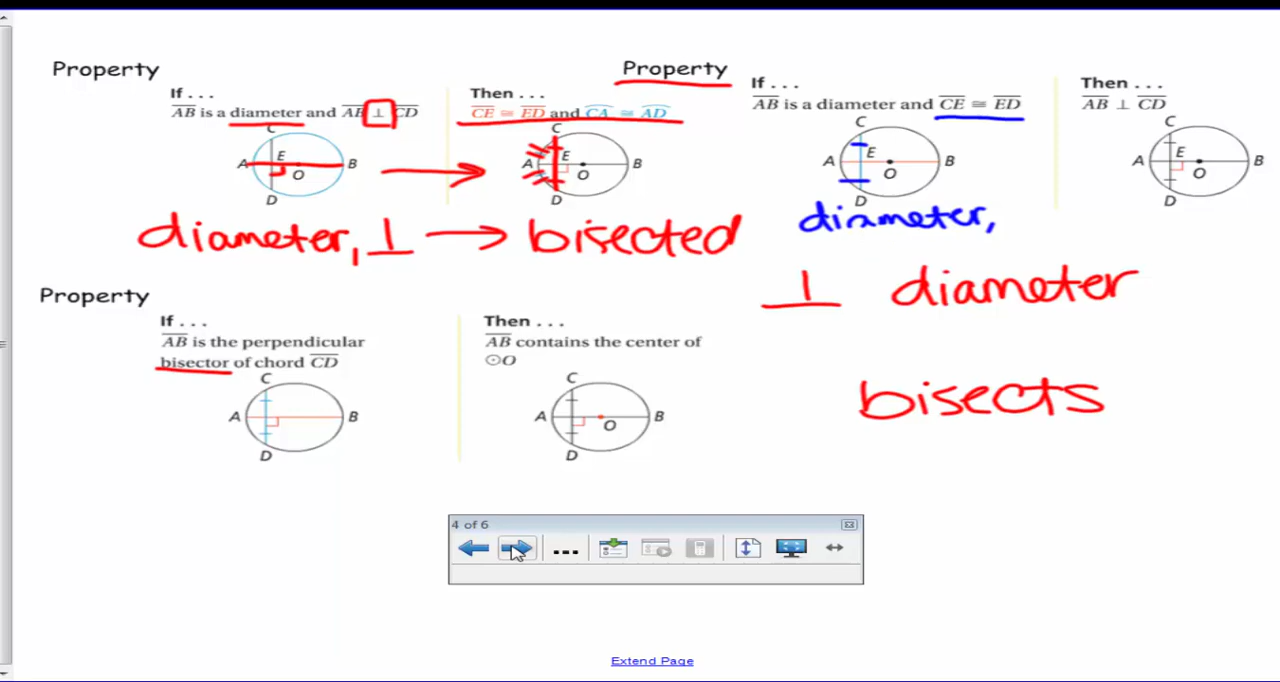 Property
If . . .
AB is a diameter and AB ⊥ CD
Then . . .
CE ≅ ED and CA ≅ AD
C
A
E
B
O
D
C
A
E
B
O
D
diameter, ⊥ → bisected
Property
If . . .
AB is a diameter and CE ≅ ED
Then . . .
AB ⊥ CD
C
A
E
B
O
D
C
A
E
B
O
D
diameter,
⊥ diameter
bisects
Property
If . . .
AB is the perpendicular
bisector of chord CD
Then . . .
AB contains the center of
⊙O
C
A
B
D
C
A
B
O
D
4 of 6
...
Extend Page